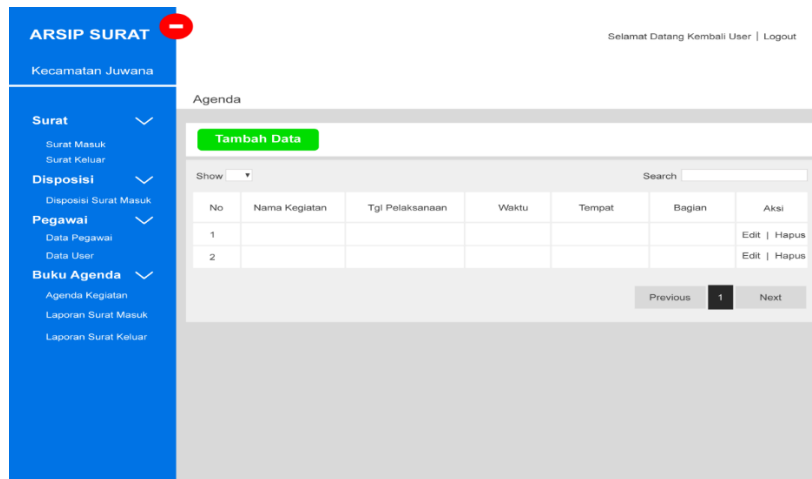 ARSIP SURAT
Selamat Datang Kembali User | Logout
Kecamatan Juwana
Agenda
Surat
Surat Masuk
Surat Keluar
Disposisi
Disposisi Surat Masuk
Pegawai
Data Pegawai
Data User
Buku Agenda
Agenda Kegiatan
Laporan Surat Masuk
Laporan Surat Keluar
Tambah Data
Show Search
No Nama Kegiatan Tgl Pelaksanaan Waktu Tempat Bagian Aksi
1 Edit | Hapus
2 Edit | Hapus
Previous 1 Next